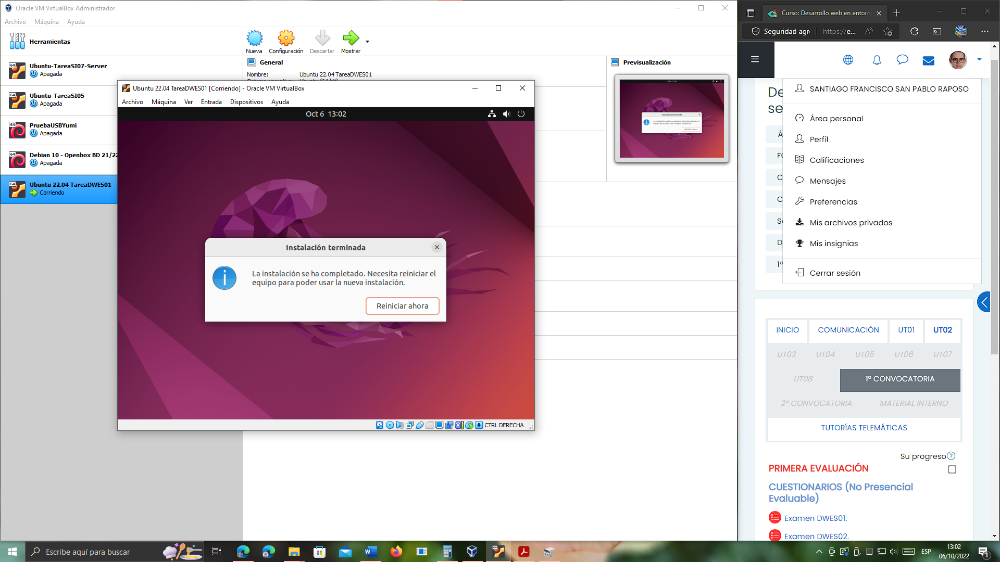 Oracle VM VirtualBox Administrador
Archivo Máquina Ayuda
Herramientas
Nueva Configuración Descartar Mostrar
64 Ubuntu-TareaSI07-Server
Apagada
64 Ubuntu-TareaSI05
Apagada
64 PruebaUSBYumi
Apagada
64 Debian 10 - Openbox BD 21/22
Apagada
64 Ubuntu 22.04 TareaDWES01
Corriendo
General
Nombre: Ubuntu 22.04 TareaDWES01
Previsualización
Ubuntu 22.04 TareaDWES01 [Corriendo] - Oracle VM VirtualBox
Archivo Máquina Ver Entrada Dispositivos Ayuda
Oct 6 13:02
Instalación terminada
La instalación se ha completado. Necesita reiniciar el
equipo para poder usar la nueva instalación.
Reiniciar ahora
CTRL DERECHA
Curso: Desarrollo web en entorn
Seguridad agr https://e...
De
se
SANTIAGO FRANCISCO SAN PABLO RAPOSO
Área personal
Perfil
Calificaciones
Mensajes
Preferencias
Mis archivos privados
Mis insignias
Cerrar sesión
INICIO COMUNICACIÓN UT01 UT02
UT03 UT04 UT05 UT06 UT07
UT08 1ª CONVOCATORIA
2ª CONVOCATORIA MATERIAL INTERNO
TUTORÍAS TELEMÁTICAS
Su progreso
PRIMERA EVALUACIÓN
CUESTIONARIOS (No Presencial
Evaluable)
Examen DWES01.
Examen DWES02.
Escribe aquí para buscar
ESP
13:02
06/10/2022
1